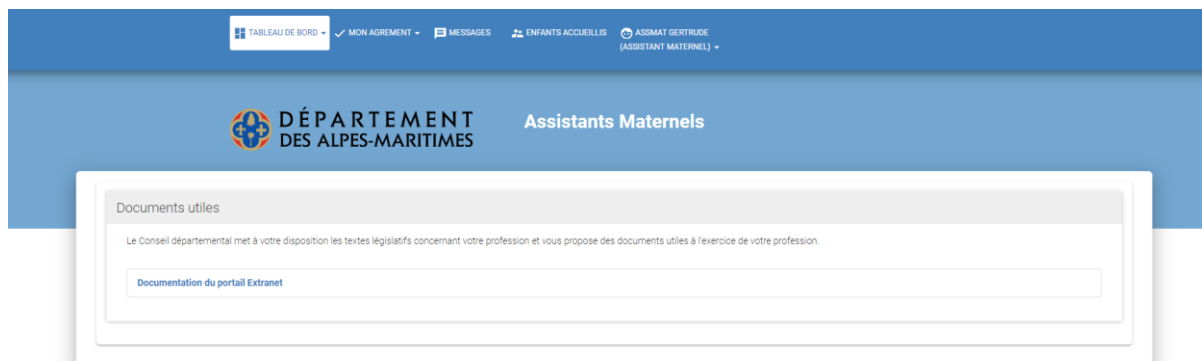 TABLEAU DE BORD MON AGREMENT MESSAGES ENFANTS ACCUEILLIS ASSMAT GERTRUDE
(ASSISTANT MATERNEL)
DÉPARTEMENT
DES ALPES-MARITIMES
Assistants Maternels
Documents utiles
Le Conseil départemental met à votre disposition les textes législatifs concernant votre profession et vous propose des documents utiles à l'exercice de votre profession.
Documentation du portail Extranet